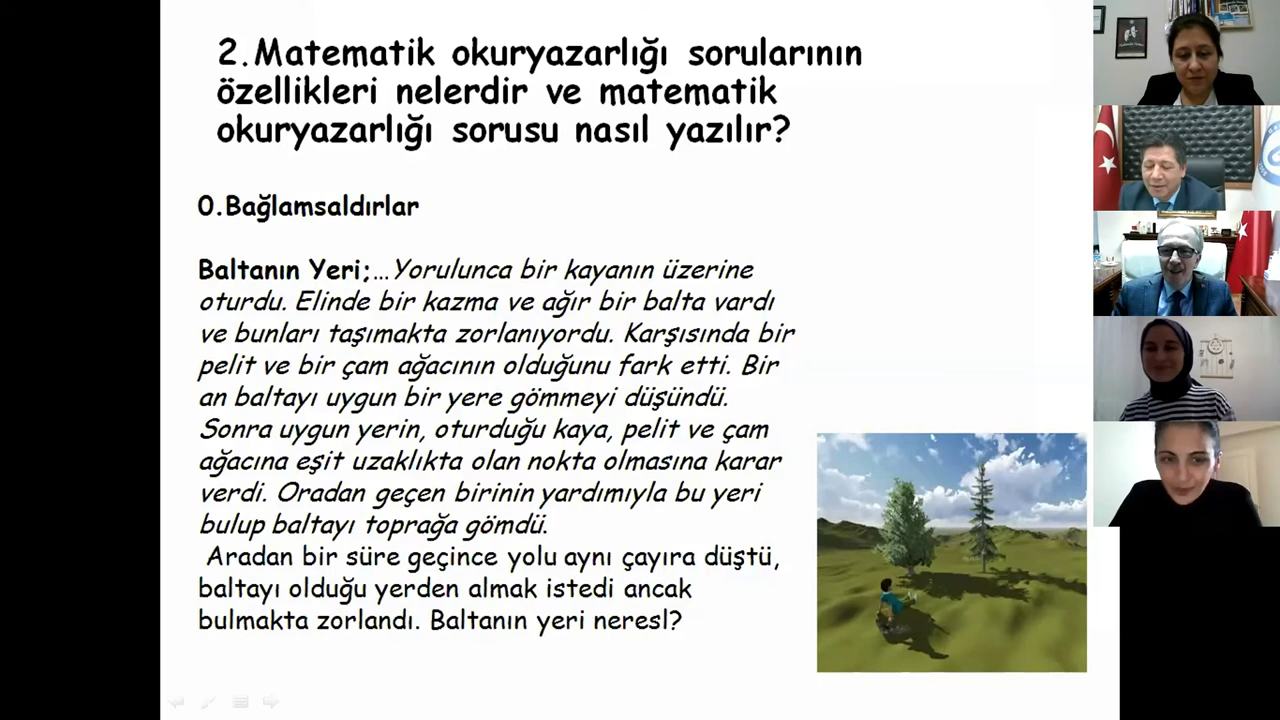 2.Matematik okuryazarlığı sorularının
özellikleri nelerdir ve matematik
okuryazarlığı sorusu nasıl yazılır?
0.Bağlamsaldırlar
Baltanın Yeri;…Yorulunca bir kayanın üzerine
oturdu. Elinde bir kazma ve ağır bir balta vardı
ve bunları taşımakta zorlanıyordu. Karşısında bir
pelit ve bir çam ağacının olduğunu fark etti. Bir
an baltayı uygun bir yere gömmeyi düşündü.
Sonra uygun yerin, oturduğu kaya, pelit ve çam
ağacına eşit uzaklıkta olan nokta olmasına karar
verdi. Oradan geçen birinin yardımıyla bu yeri
bulup baltayı toprağa gömdü.
Aradan bir süre geçince yolu aynı çayıra düştü,
baltayı olduğu yerden almak istedi ancak
bulmakta zorlandı. Baltanın yeri neresl?